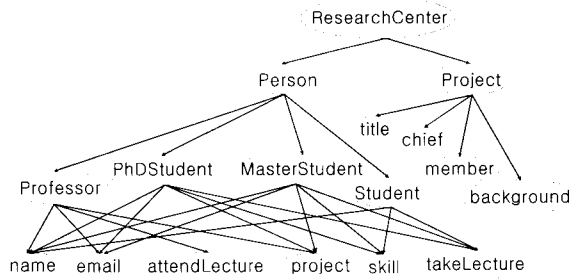 ResearchCenter
Person Project
title
chief
PhDStudent MasterStudent member
Professor Student background
name email attendLecture project skill takeLecture